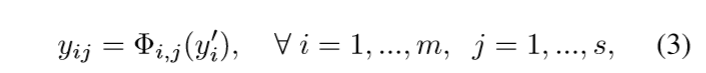 y_{ij} = Φ_{i,j}(y′_i), ∀ i = 1, ..., m, j = 1, ..., s, (3)